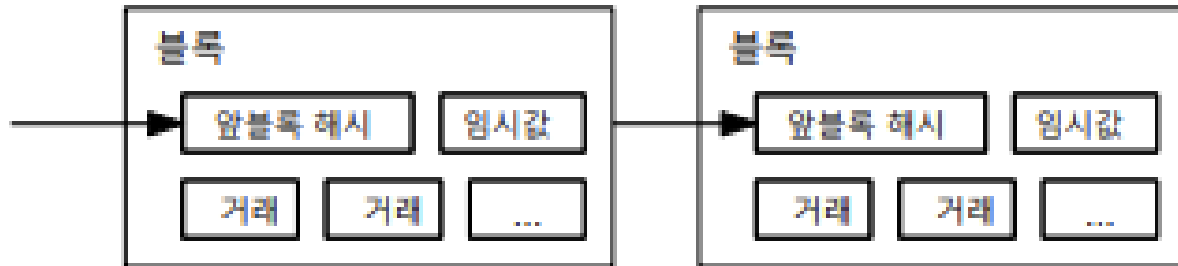 블록
앞블록 해시 임시값
거래 거래 ...
블록
앞블록 해시 임시값
거래 거래 ...